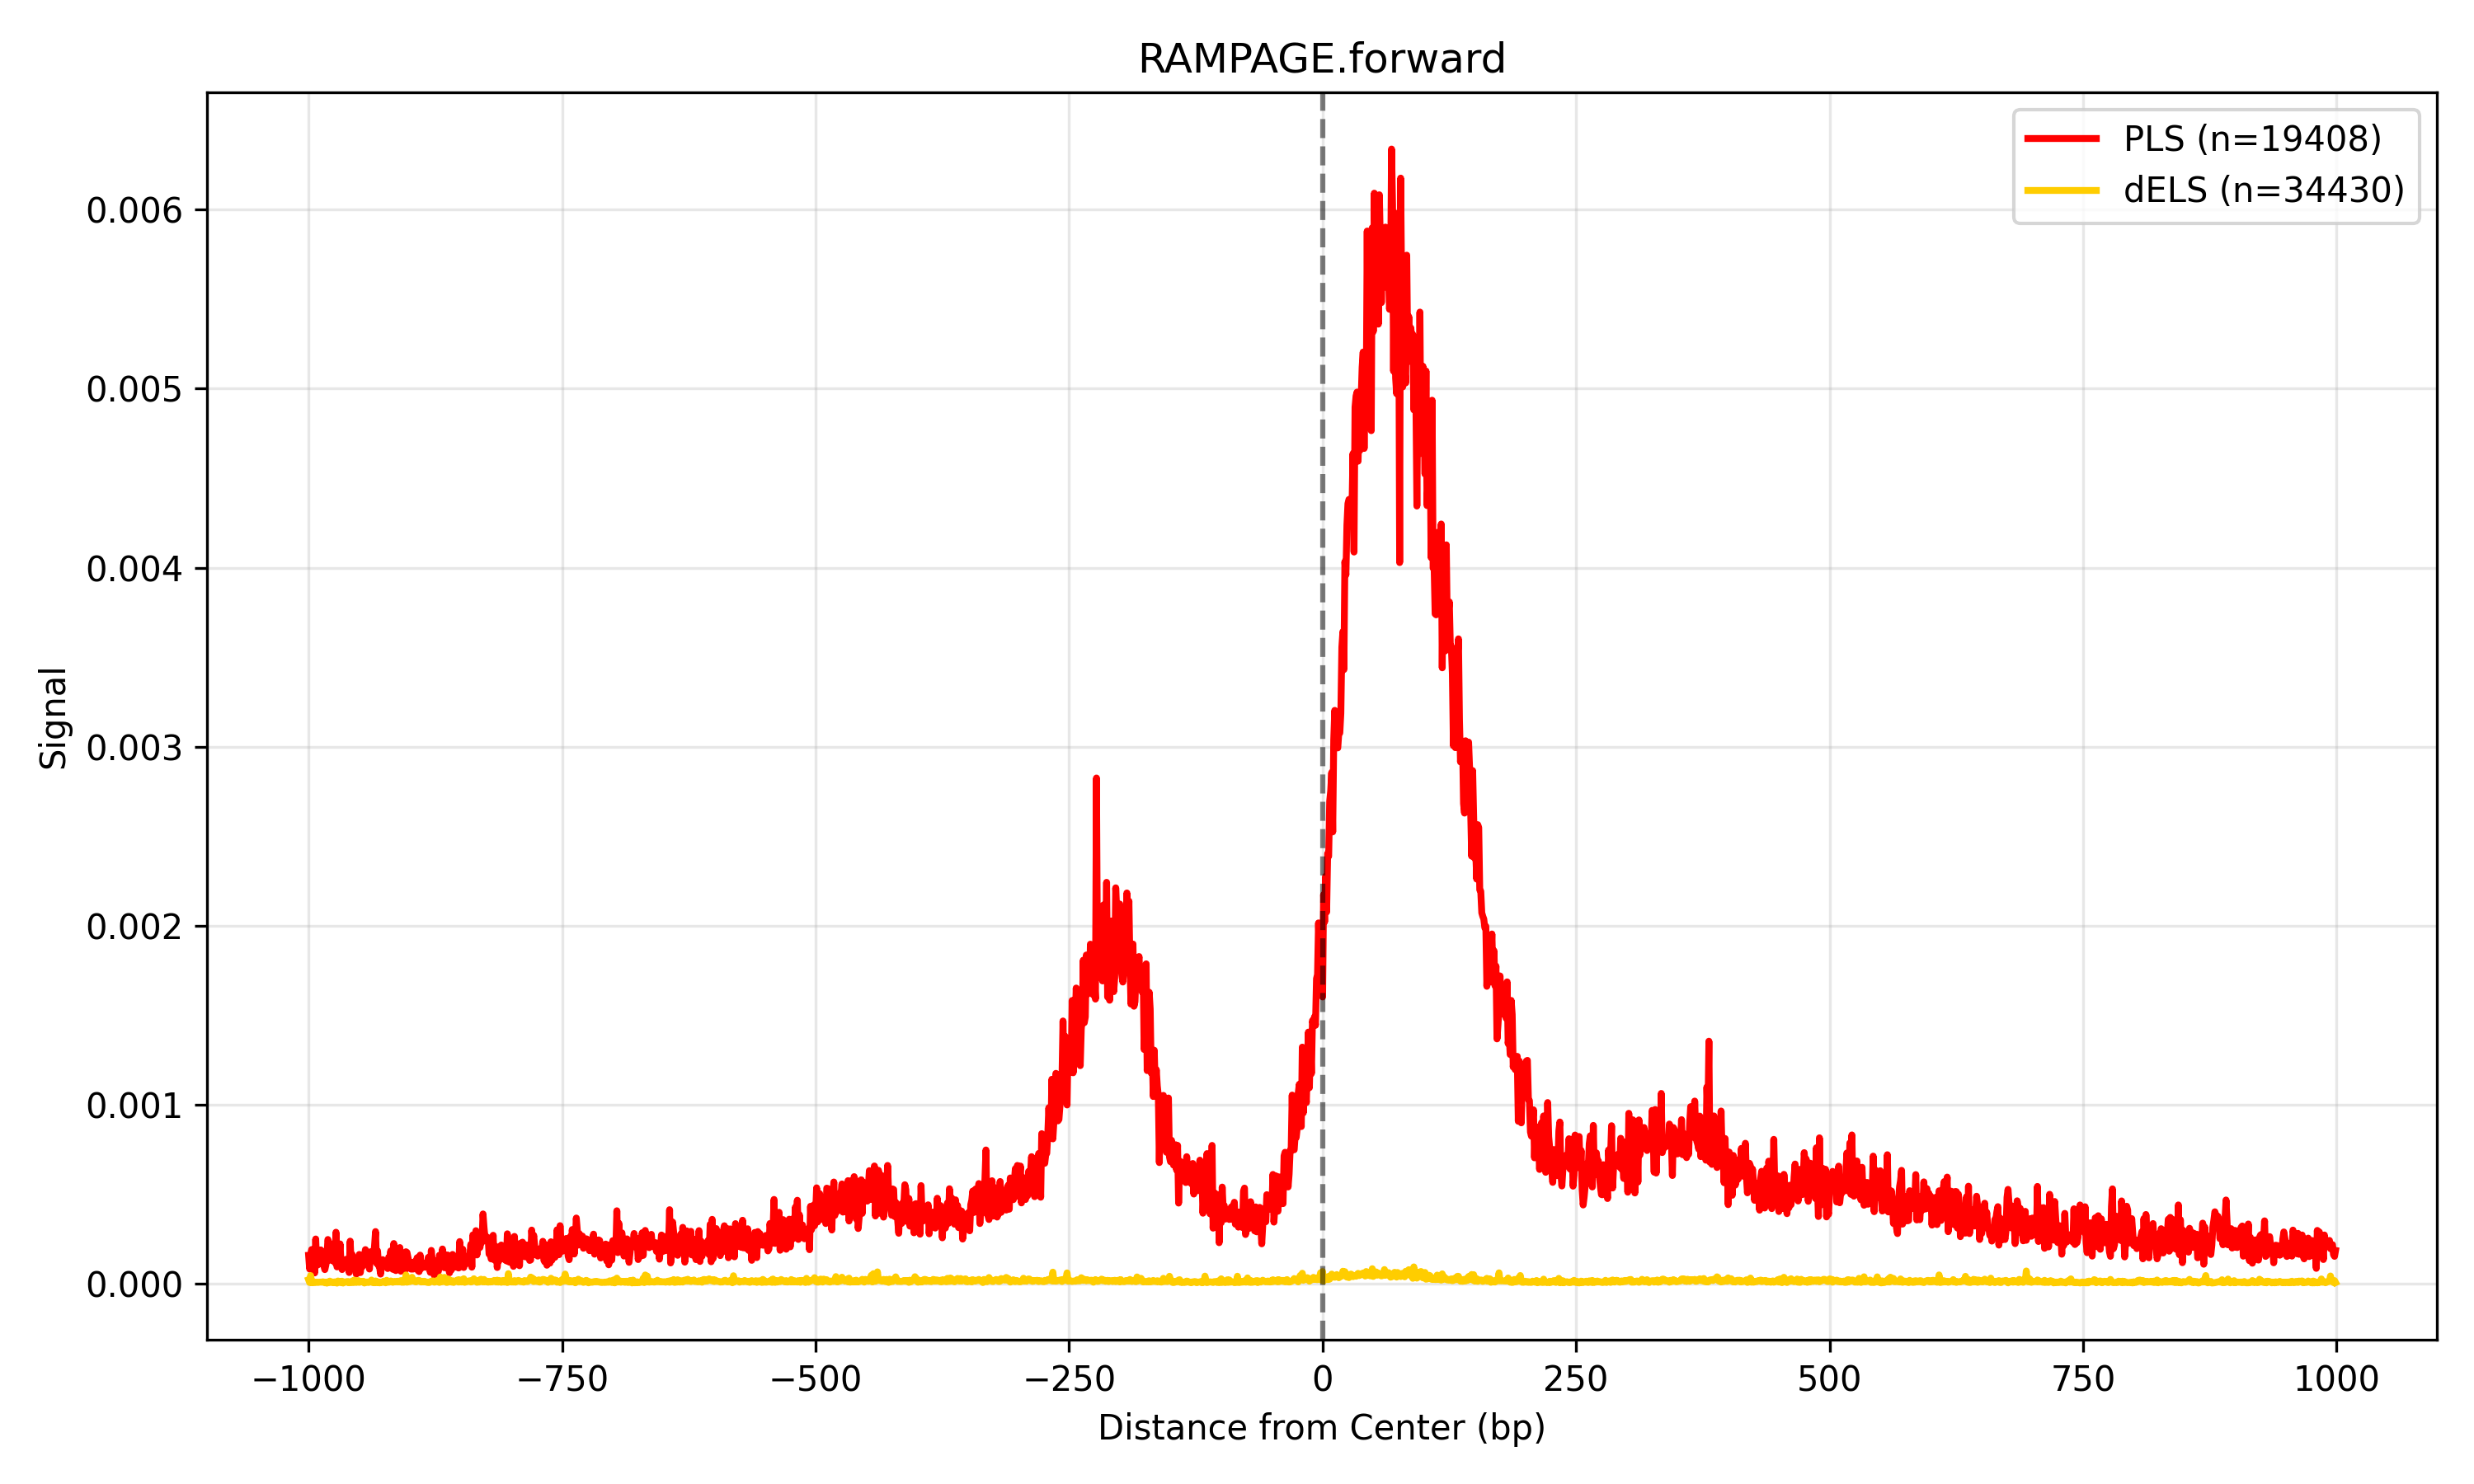 RAMPAGE.forward
PLS (n=19408)
dELS (n=34430)
Signal
0.006
0.005
0.004
0.003
0.002
0.001
0.000
−1000 −750 −500 −250 0 250 500 750 1000
Distance from Center (bp)